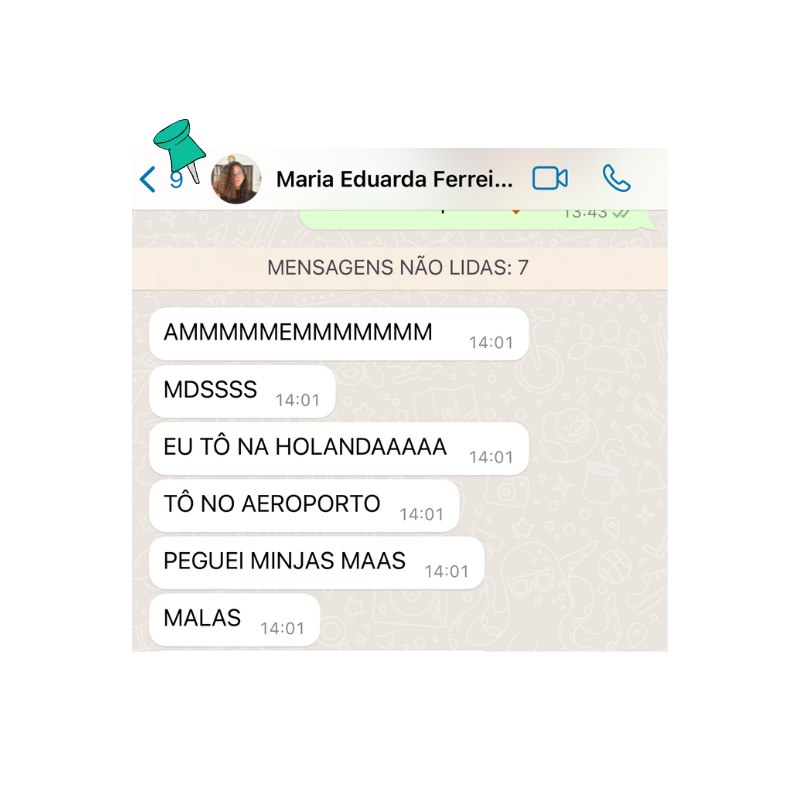 9
Maria Eduarda Ferrei...
13:43
MENSAGENS NÃO LIDAS: 7
AMMMMMEMMMMMMM 14:01
MDSSSS 14:01
EU TÔ NA HOLANDAAAAA 14:01
TÔ NO AEROPORTO 14:01
PEGUEI MINJAS MAAS 14:01
MALAS 14:01